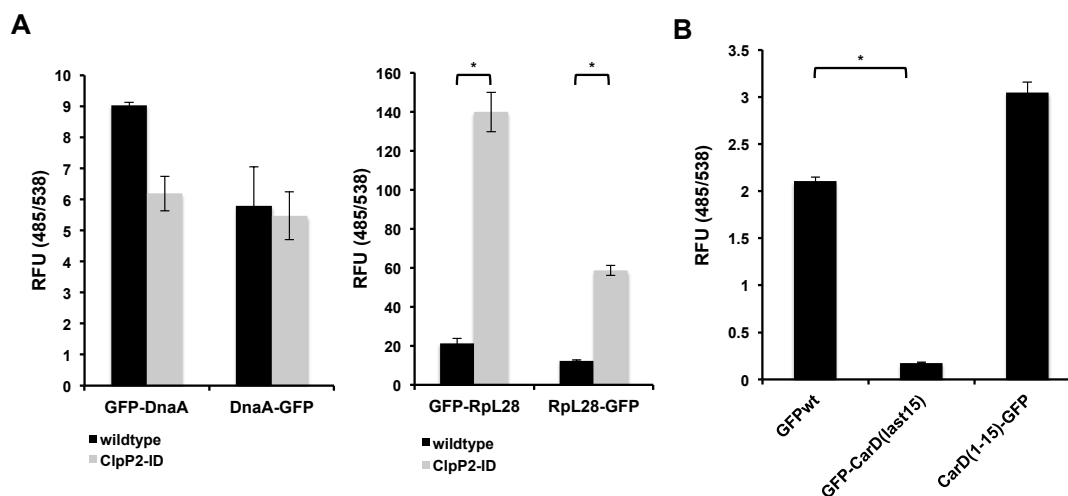 A
RFU (485/538)
10
9
8
7
6
5
4
3
2
1
0
GFP-DnaA DnaA-GFP
wildtype
ClpP2-ID
RFU (485/538)
160
140
120
100
80
60
40
20
0
* *
GFP-RpL28 RpL28-GFP
wildtype
ClpP2-ID
B
RFU (485/538)
3.5
3
2.5
2
1.5
1
0.5
0
*
GFPwt
GFP-CarD(last15)
CarD(1-15)-GFP